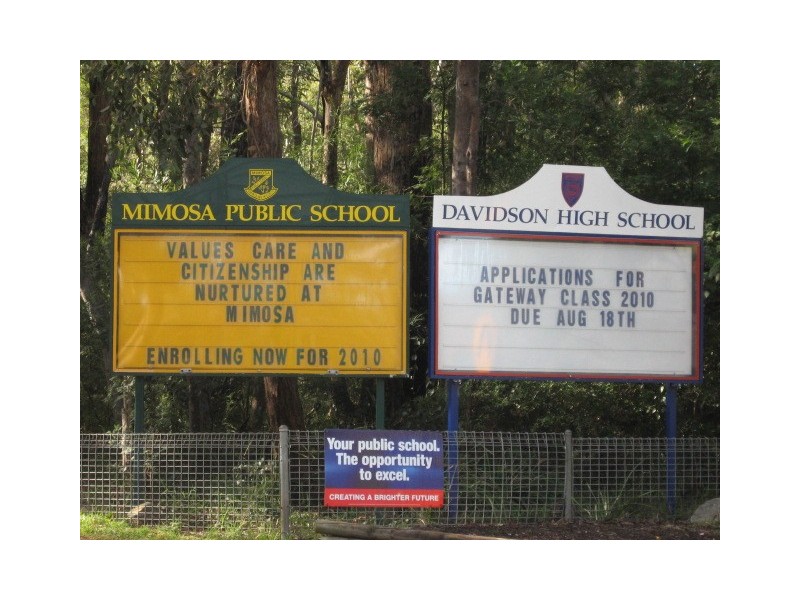 MIMOSA PUBLIC SCHOOL
VALUES CARE AND
CITIZENSHIP ARE
NURTURED AT
MIMOSA
ENROLLING NOW FOR 2010
DAVIDSON HIGH SCHOOL
APPLICATIONS FOR
GATEWAY CLASS 2010
DUE AUG 18TH
Your public school.
The opportunity
to excel.
CREATING A BRIGHTER FUTURE